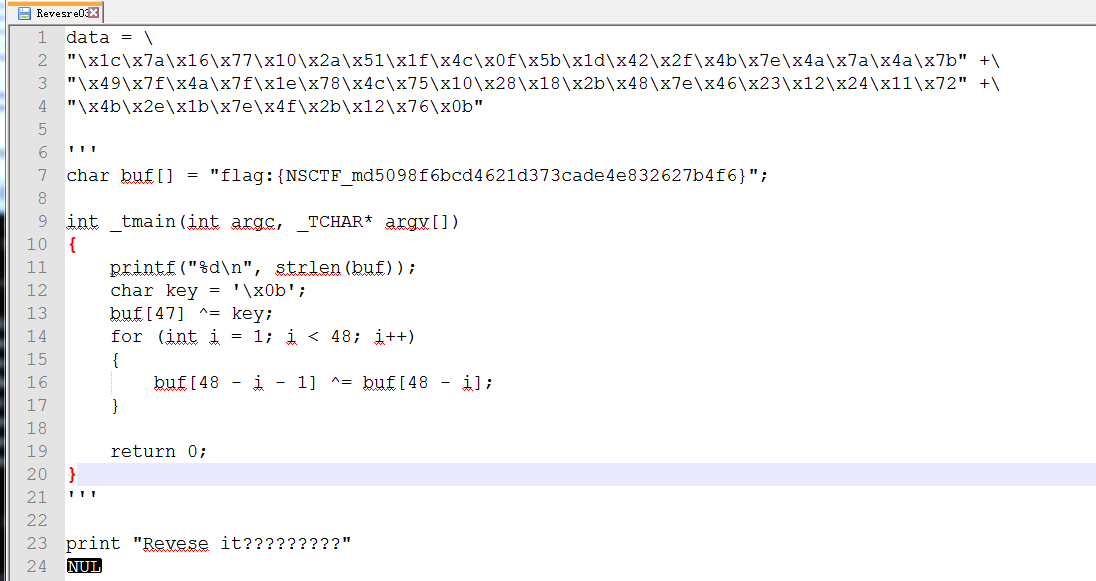 Revesre03
1 data = \
2 "\x1c\x7a\x16\x77\x10\x2a\x51\x1f\x4c\x0f\x5b\x1d\x42\x2f\x4b\x7e\x4a\x7a\x4a\x7b" +\
3 "\x49\x7f\x4a\x7f\x1e\x78\x4c\x75\x10\x28\x18\x2b\x48\x7e\x46\x23\x12\x24\x11\x72" +\
4 "\x4b\x2e\x1b\x7e\x4f\x2b\x12\x76\x0b"
5
6 '''
7 char buf[] = "flag:{NSCTF_md5098f6bcd4621d373cade4e832627b4f6}";
8
9 int _tmain(int argc, _TCHAR* argv[])
10 {
11     printf("%d\n", strlen(buf));
12     char key = '\x0b';
13     buf[47] ^= key;
14     for (int i = 1; i < 48; i++)
15     {
16         buf[48 - i - 1] ^= buf[48 - i];
17     }
18
19     return 0;
20 }
21 '''
22
23 print "Revese it?????????"
24 NUL